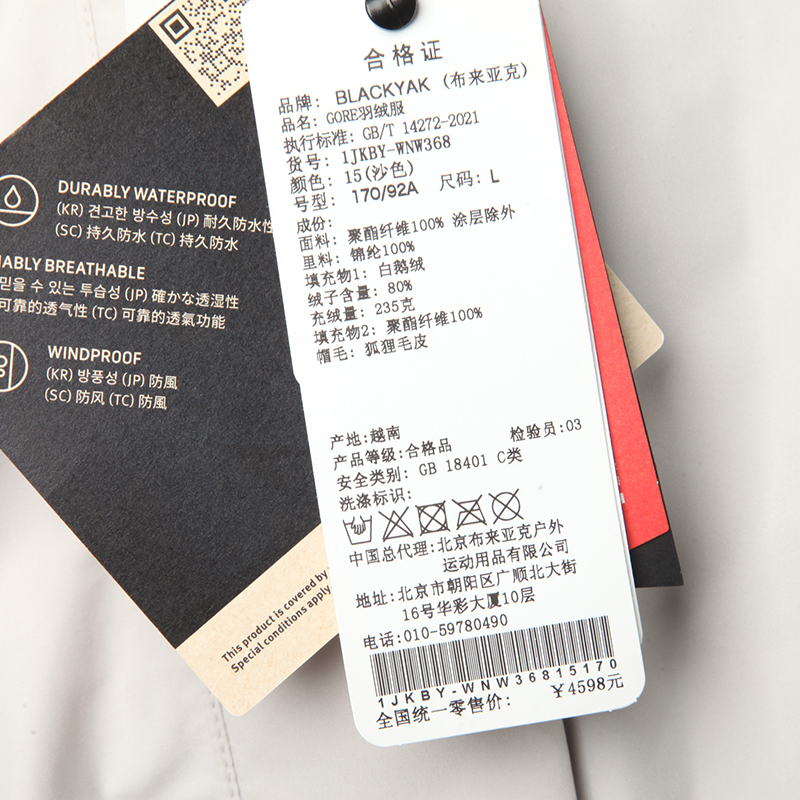 DURABLY WATERPROOF
(KR) 견고한 방수성 (JP) 耐久防水性
(SC) 持久防水 (TC) 持久防水
ABLY BREATHABLE
믿을 수 있는 투습성 (JP) 確かな透湿性
可靠的透气性 (TC) 可靠的透氣功能
WINDPROOF
(KR) 방풍성 (JP) 防風
(SC) 防风 (TC) 防風
This product is covered by
Special conditions apply
合格证
品牌: BLACKYAK (布来亚克)
品名: GORE羽绒服
执行标准: GB/T 14272-2021
货号: 1JKBY-WNW368
颜色: 15(沙色)
号型: 170/92A 尺码: L
成份:
面料: 聚酯纤维100% 涂层除外
里料: 锦纶100%
填充物1: 白鹅绒
绒子含量: 80%
充绒量: 235克
填充物2: 聚酯纤维100%
帽毛: 狐狸毛皮
产地:越南 检验员:03
产品等级:合格品
安全类别: GB 18401 C类
洗涤标识:
中国总代理:北京布来亚克户外
运动用品有限公司
地址:北京市朝阳区广顺北大街
16号华彩大厦10层
电话:010-59780490
1JKBY-WNW36815170
全国统一零售价: ¥4598元